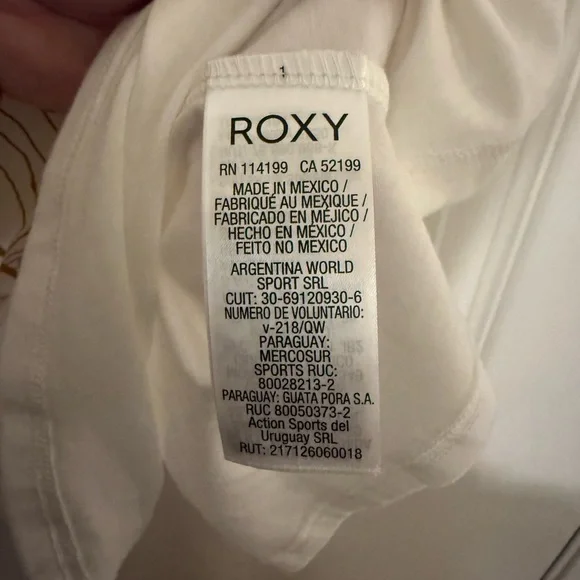 1
ROXY
RN 114199 CA 52199
MADE IN MEXICO /
FABRIQUÉ AU MEXIQUE /
FABRICADO EN MÉJICO /
HECHO EN MÉXICO /
FEITO NO MEXICO
ARGENTINA WORLD
SPORT SRL
CUIT: 30-69120930-6
NUMERO DE VOLUNTARIO:
v-218/QW
PARAGUAY:
MERCOSUR
SPORTS RUC:
80028213-2
PARAGUAY: GUATA PORA S.A.
RUC 80050373-2
Action Sports del
Uruguay SRL
RUT: 217126060018